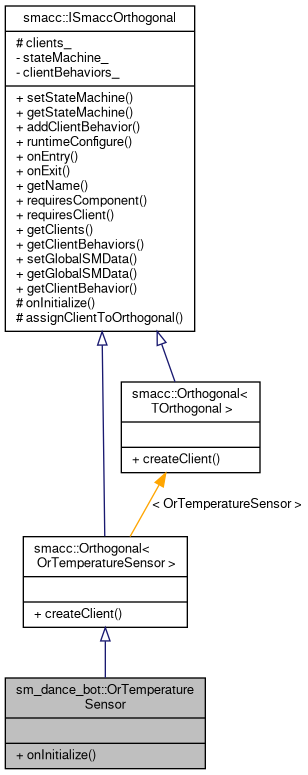 smacc::ISmaccOrthogonal
# clients_
- stateMachine_
- clientBehaviors_
+ setStateMachine()
+ getStateMachine()
+ addClientBehavior()
+ runtimeConfigure()
+ onEntry()
+ onExit()
+ getName()
+ requiresComponent()
+ requiresClient()
+ getClients()
+ getClientBehaviors()
+ setGlobalSMData()
+ getGlobalSMData()
+ getClientBehavior()
# onInitialize()
# assignClientToOrthogonal()
smacc::Orthogonal<
TOrthogonal >
+ createClient()
< OrTemperatureSensor >
smacc::Orthogonal<
OrTemperatureSensor >
+ createClient()
sm_dance_bot::OrTemperature
Sensor
+ onInitialize()